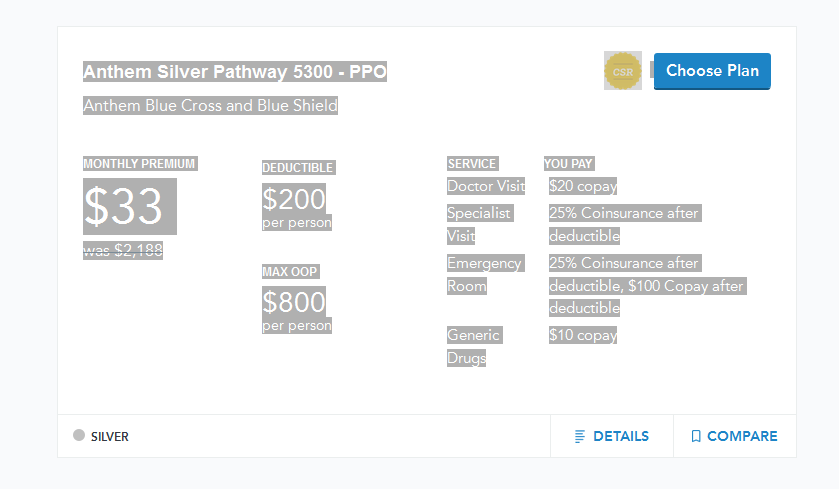 Anthem Silver Pathway 5300 - PPO
CSR
Choose Plan
Anthem Blue Cross and Blue Shield
MONTHLY PREMIUM
$33
was $2,188
DEDUCTIBLE
$200
per person
MAX OOP
$800
per person
SERVICE YOU PAY
Doctor Visit $20 copay
Specialist 25% Coinsurance after
Visit deductible
Emergency 25% Coinsurance after
Room deductible, $100 Copay after
deductible
Generic $10 copay
Drugs
SILVER
DETAILS
COMPARE